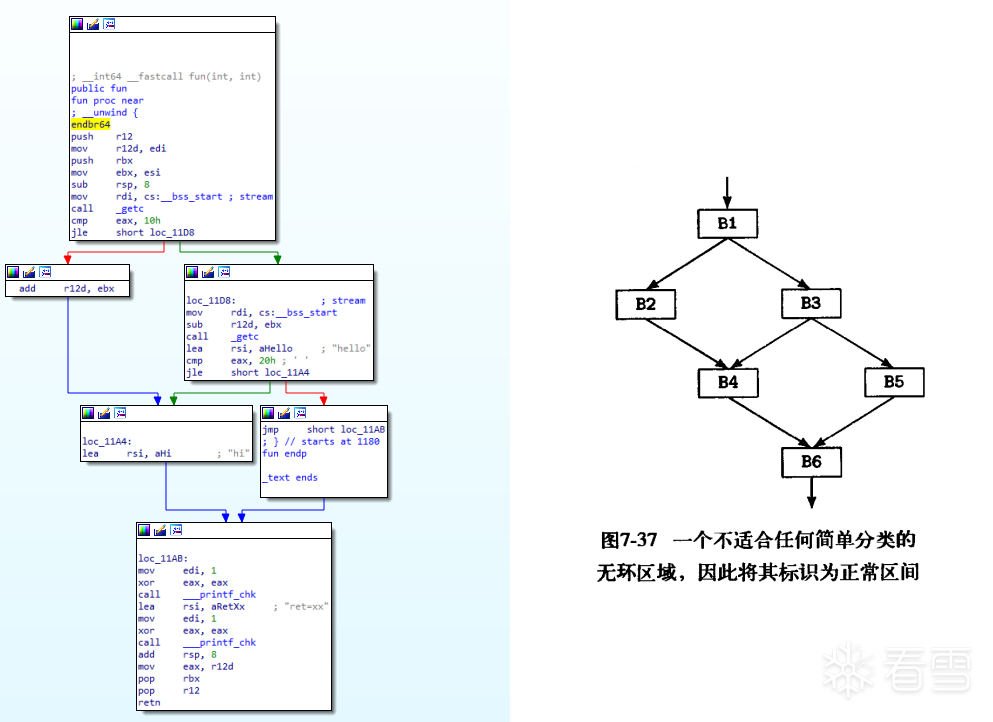 ; __int64 __fastcall fun(int, int)
public fun
fun proc near
; __unwind {
endbr64
push r12
mov r12d, edi
push rbx
mov ebx, esi
sub rsp, 8
mov rdi, cs:__bss_start ; stream
call _getc
cmp eax, 10h
jle short loc_11D8
add r12d, ebx
loc_11D8: ; stream
mov rdi, cs:__bss_start
sub r12d, ebx
call _getc
lea rsi, aHello ; "hello"
cmp eax, 20h ; ' '
jle short loc_11A4
loc_11A4:
lea rsi, aHi ; "hi"
jmp short loc_11AB
; } // starts at 1180
fun endp
_text ends
loc_11AB:
mov edi, 1
xor eax, eax
call ___printf_chk
lea rsi, aRetXx ; "ret=xx"
mov edi, 1
xor eax, eax
call ___printf_chk
add rsp, 8
mov eax, r12d
pop rbx
pop r12
retn
B1
B2
B3
B4
B5
B6
图7-37 一个不适合任何简单分类的
无环区域，因此将其标识为正常区间
看雪